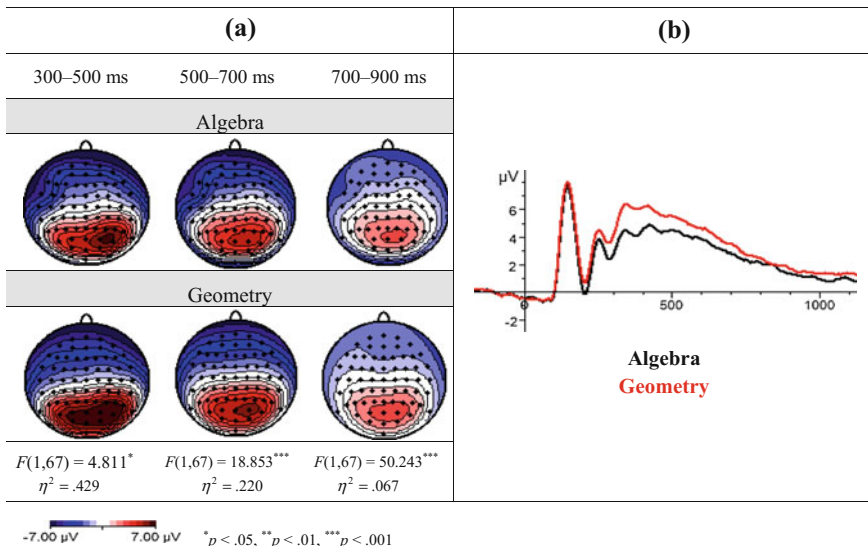 (a) (b)
300–500 ms 500–700 ms 700–900 ms
Algebra
Geometry
F(1,67) = 4.811* F(1,67) = 18.853*** F(1,67) = 50.243***
η² = .429 η² = .220 η² = .067
µV
6
4
2
-2
0 500 1000
Algebra
Geometry
-7.00 µV 7.00 µV *p < .05, **p < .01, ***p < .001